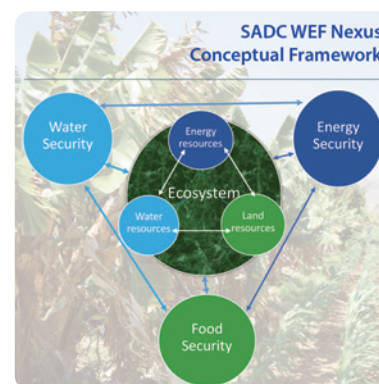 SADC WEF Nexus
Conceptual Framework
Water
Security
Energy
Security
Energy
resources
Ecosystem
Water
resources
Land
resources
Food
Security